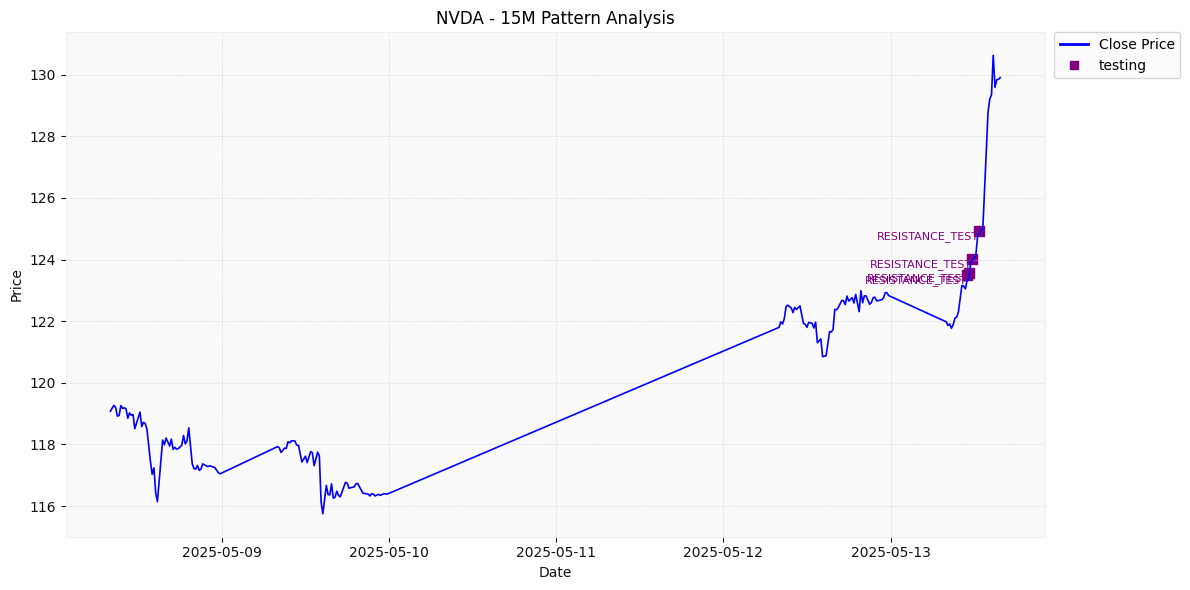 NVDA - 15M Pattern Analysis
Close Price
testing
130
128
126
124
122
120
118
116
Price
RESISTANCE_TEST
RESISTANCE_TEST
RESISTANCE_TEST
RESISTANCE_TEST
2025-05-09
2025-05-10
2025-05-11
2025-05-12
2025-05-13
Date